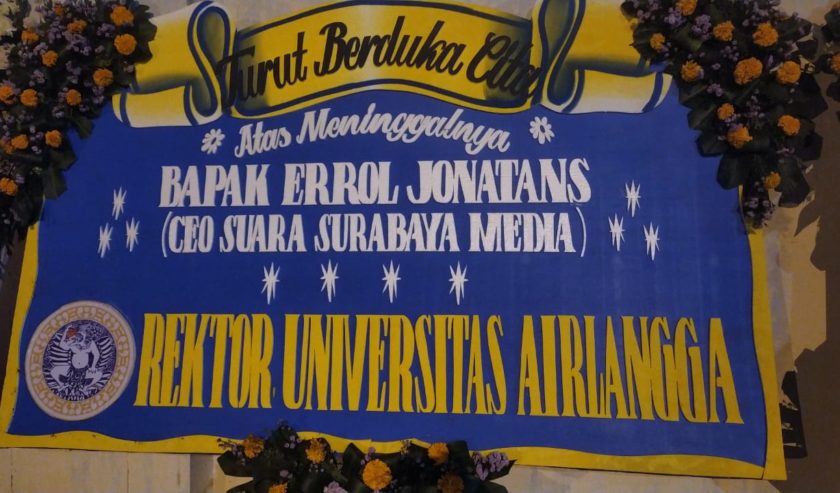 Turut Berduka Cita
Atas Meninggalnya
BAPAK ERROL JONATANS
(CEO SUARA SURABAYA MEDIA)
REKTOR UNIVERSITAS AIRLANGGA